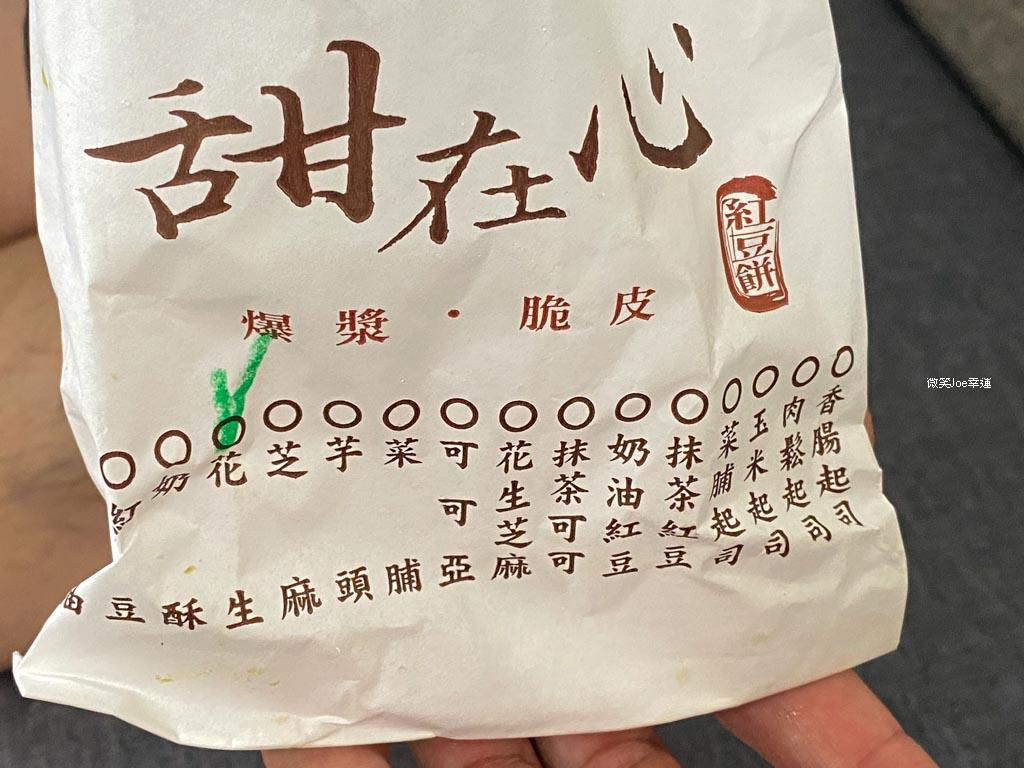 甜在心
紅豆餅
爆漿・脆皮
油
紅豆
奶酥
花生
芝麻
芋頭
菜脯
可可亞
花生芝麻
抹茶可可
奶油紅豆
抹茶紅豆
菜脯起司
玉米起司
肉鬆起司
香腸起司
微笑Joe幸運